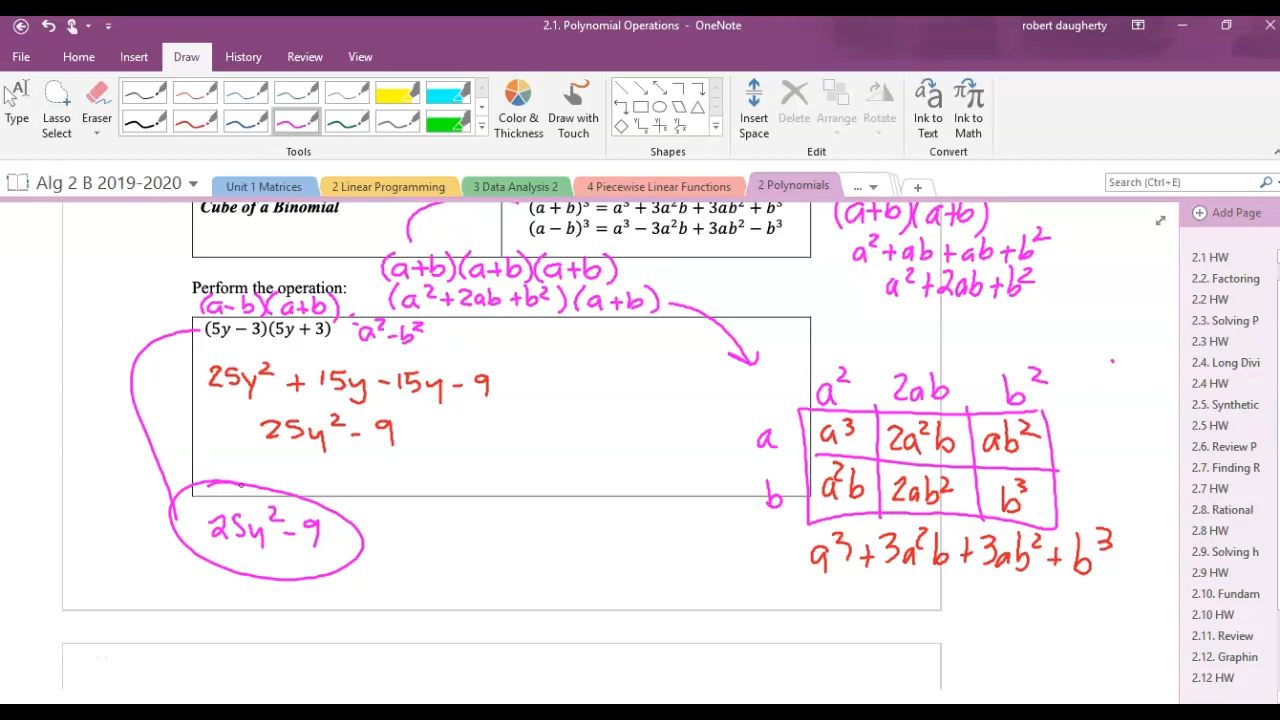 2.1. Polynomial Operations - OneNote
robert daugherty
File Home Insert Draw History Review View
Type
Lasso Select
Eraser
Color & Thickness
Draw with Touch
Insert Space
Delete
Arrange
Rotate
Ink to Text
Ink to Math
Tools
Shapes
Edit
Convert
Alg 2 B 2019-2020
Unit 1 Matrices
2 Linear Programming
3 Data Analysis 2
4 Piecewise Linear Functions
2 Polynomials
...
Search (Ctrl+E)
Add Page
Cube of a Binomial
(a + b)³ = a³ + 3a²b + 3ab² + b³
(a − b)³ = a³ − 3a²b + 3ab² − b³
(a+b)(a+b)
a² + ab + ab + b²
a² + 2ab + b²
(a+b)(a+b)(a+b)
(a² + 2ab + b²)(a+b)
Perform the operation:
(a-b)(a+b)
a² - b²
(5y − 3)(5y + 3)
25y² + 15y - 15y - 9
25y² - 9
25y² - 9
a² 2ab b²
a a³ 2a²b ab²
b a²b 2ab² b³
a³ + 3a²b + 3ab² + b³
2.1 HW
2.2. Factoring
2.2 HW
2.3. Solving P
2.3 HW
2.4. Long Divi
2.4 HW
2.5. Synthetic
2.5 HW
2.6. Review P
2.7. Finding R
2.7 HW
2.8. Rational
2.8 HW
2.9. Solving h
2.9 HW
2.10. Fundam
2.10 HW
2.11. Review
2.12. Graphin
2.12 HW